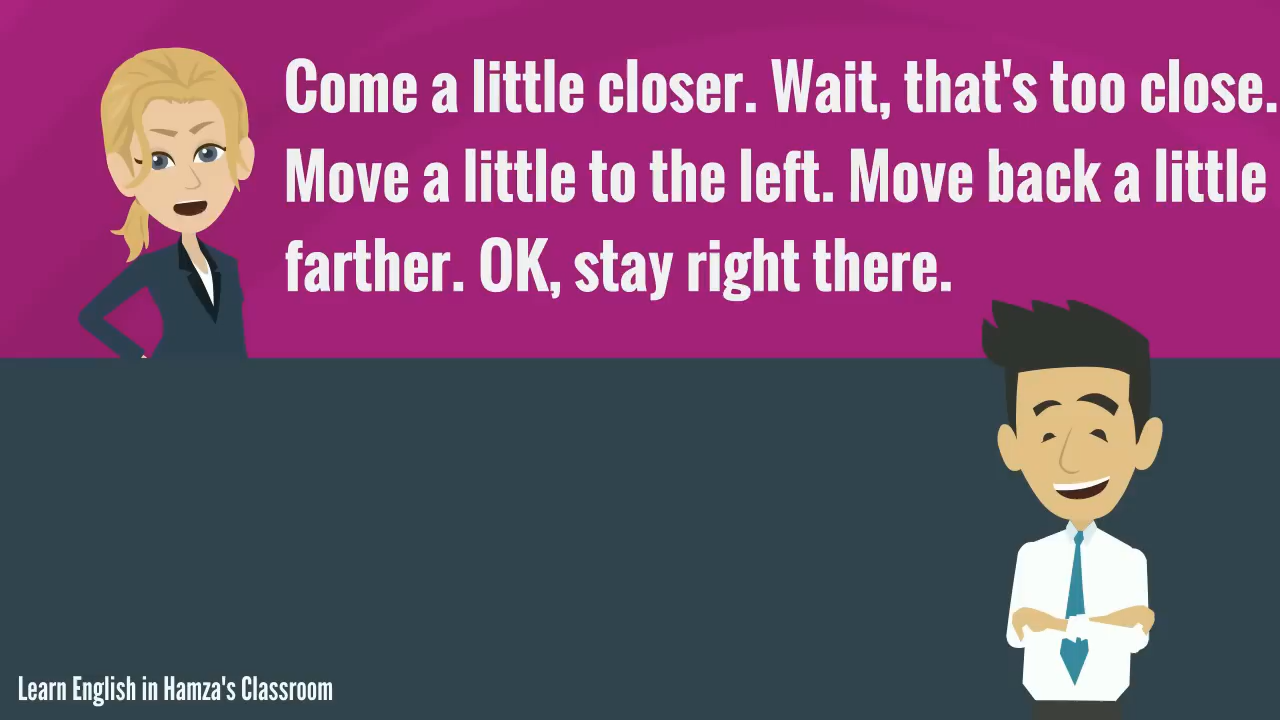 Come a little closer. Wait, that's too close.
Move a little to the left. Move back a little
farther. OK, stay right there.
Learn English in Hamza's Classroom